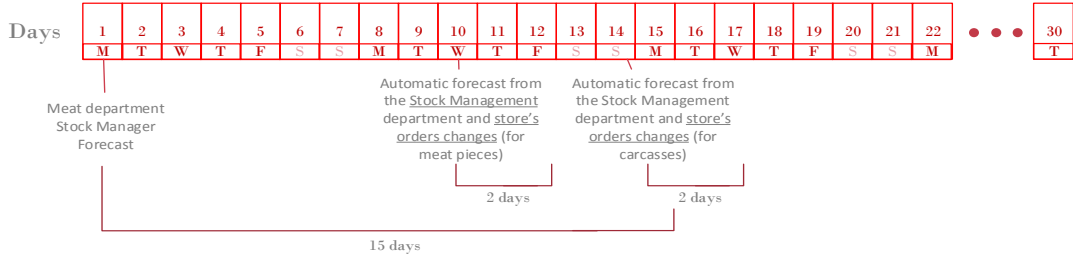 Days 1 2 3 4 5 6 7 8 9 10 11 12 13 14 15 16 17 18 19 20 21 22 30
M T W T F S S M T W T F S S M T W T F S S M T
Meat department
Stock Manager
Forecast
Automatic forecast from
the Stock Management
department and store's
orders changes (for
meat pieces)
Automatic forecast from
the Stock Management
department and store's
orders changes (for
carcasses)
2 days
2 days
15 days